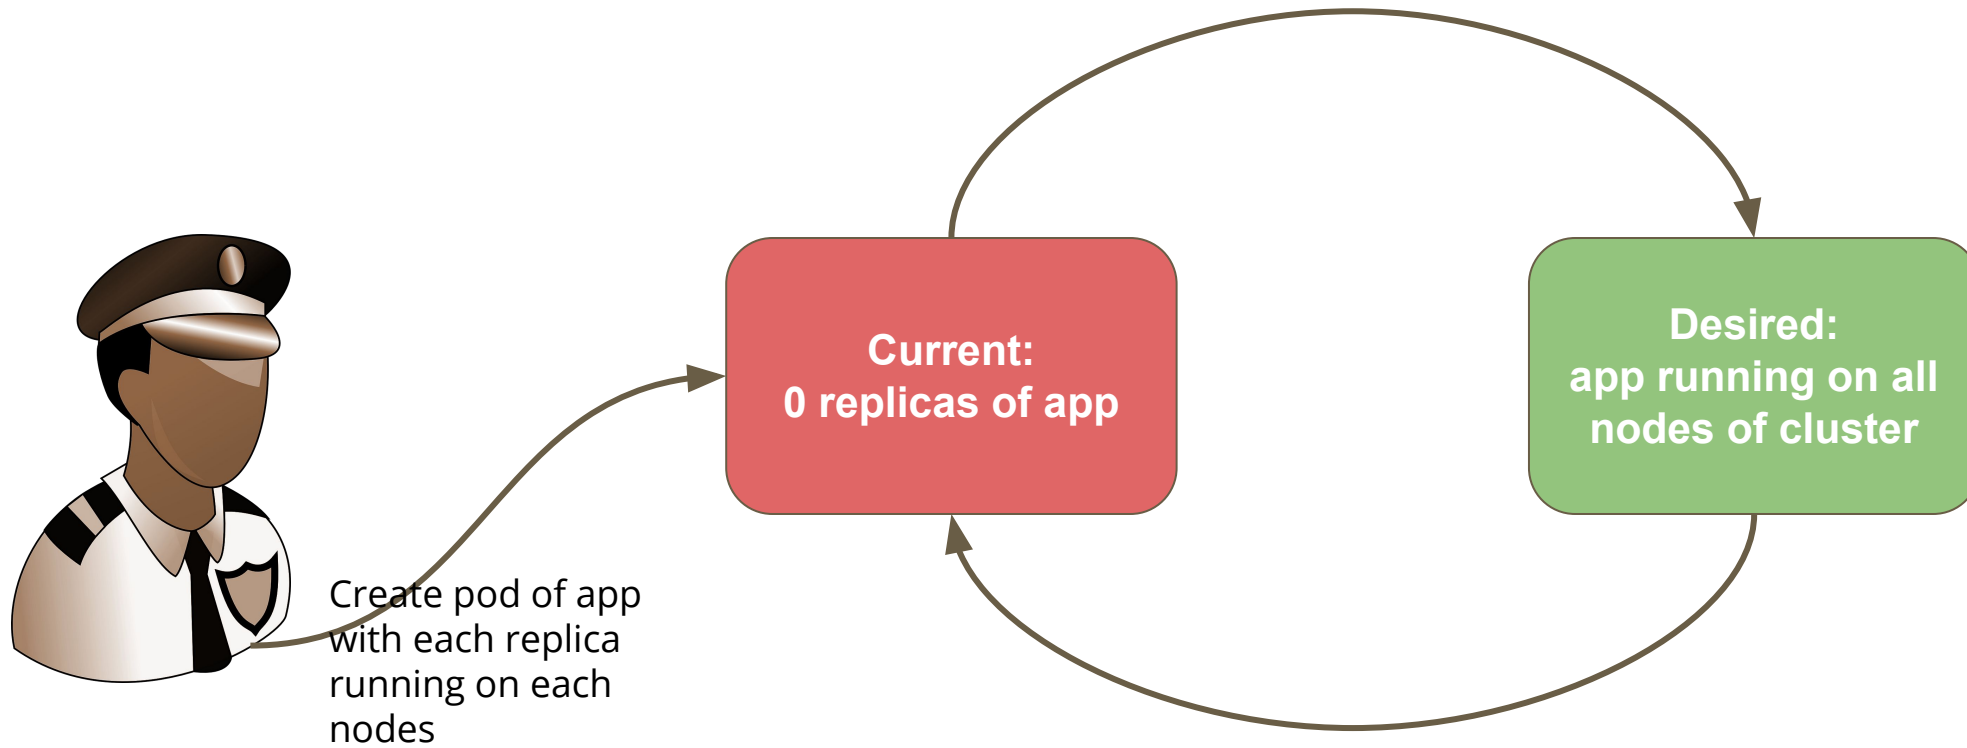 Current:
0 replicas of app
Desired:
app running on all
nodes of cluster
Create pod of app
with each replica
running on each
nodes